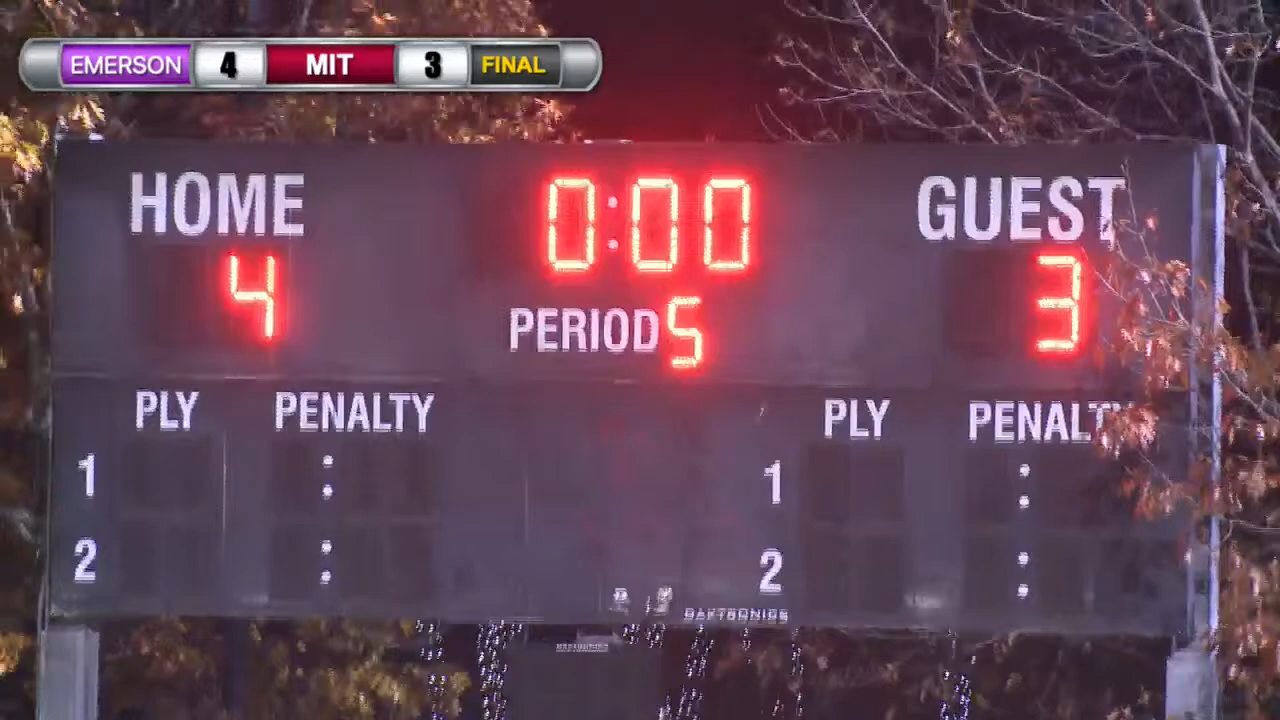 EMERSON 4 MIT 3 FINAL
HOME 0:00 GUEST
4 3
PERIOD 5
PLY PENALTY PLY PENALTY
1 : 1 :
2 : 2 :
DAKTRONICS